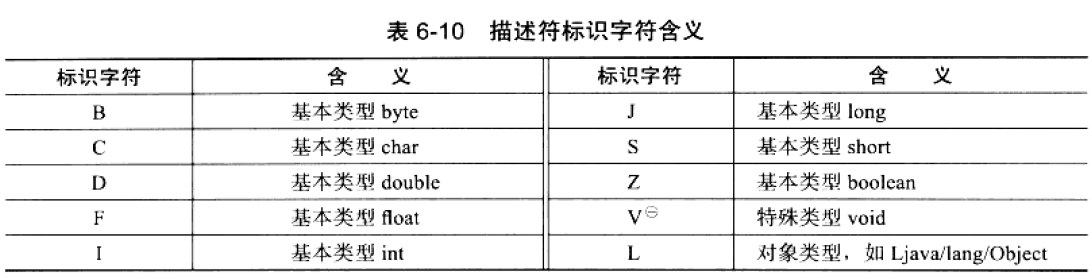 表 6-10 描述符标识字符含义
标识字符 含 义 标识字符 含 义
B 基本类型 byte J 基本类型 long
C 基本类型 char S 基本类型 short
D 基本类型 double Z 基本类型 boolean
F 基本类型 float V㊀ 特殊类型 void
I 基本类型 int L 对象类型，如 Ljava/lang/Object